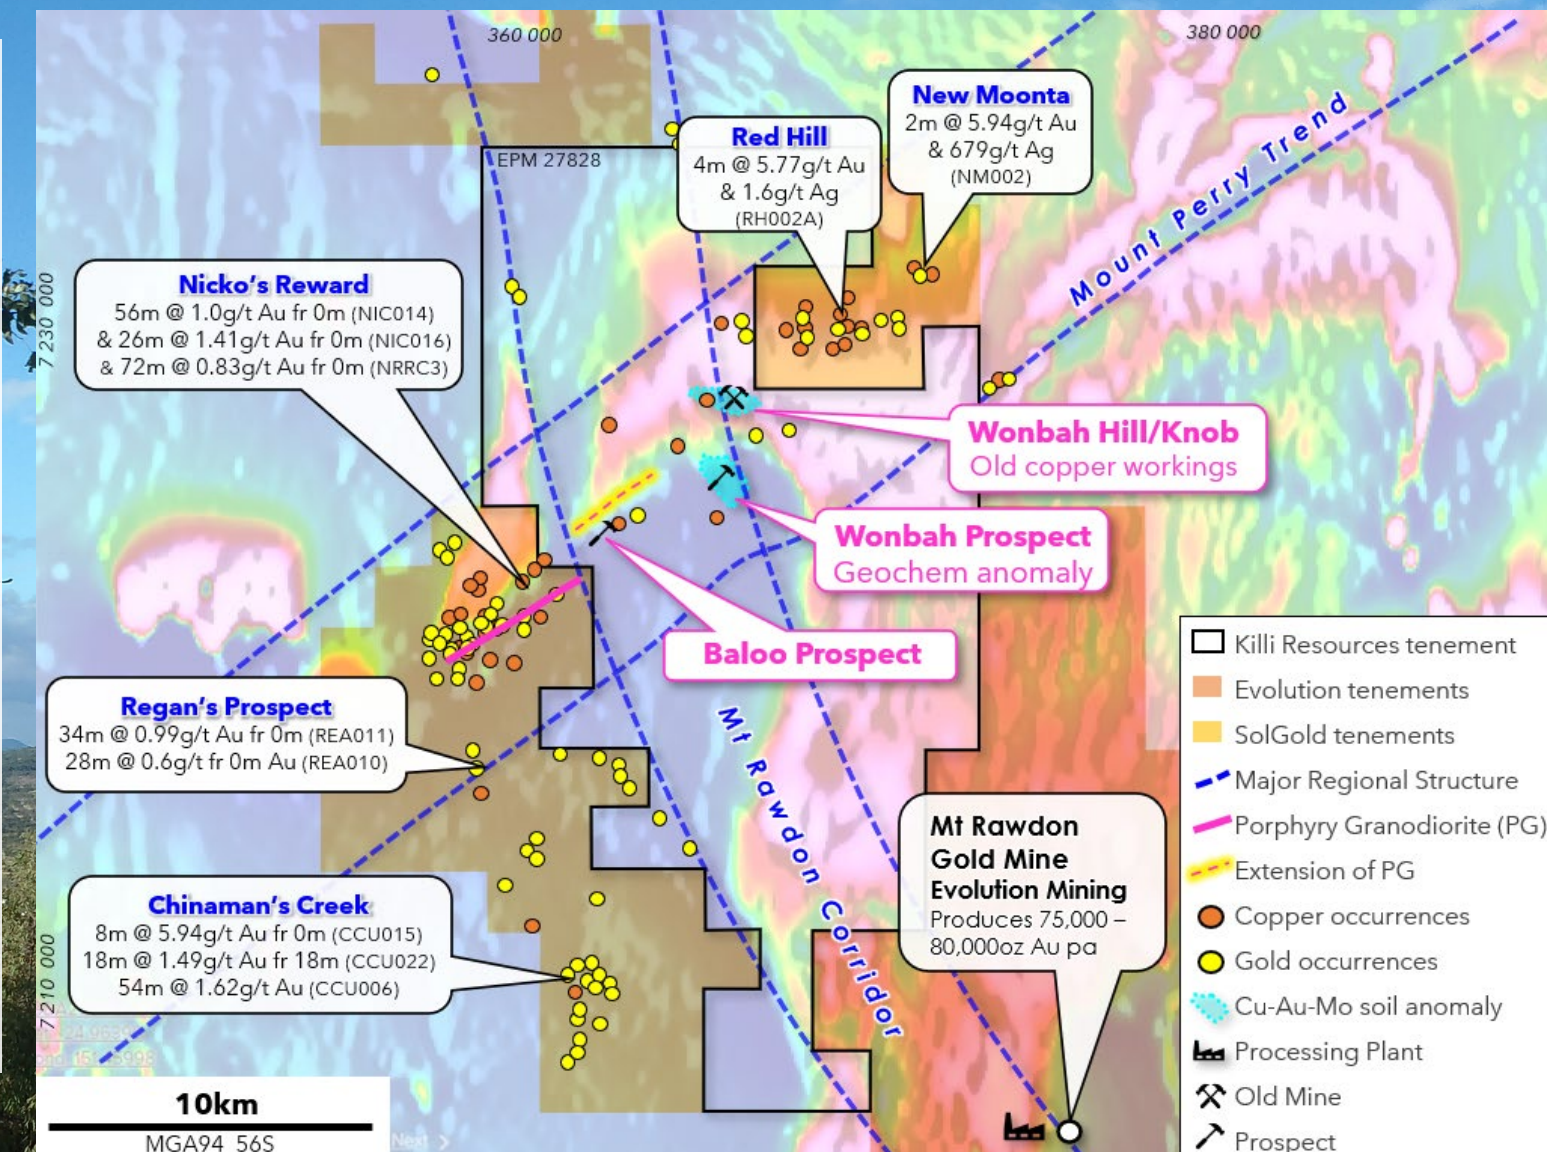 360 000
380 000
EPM 27828
New Moonta
2m @ 5.94g/t Au
& 679g/t Ag
(NM002)
Red Hill
4m @ 5.77g/t Au
& 1.6g/t Ag
(RH002A)
Mount Perry Trend
7 230 000
Nicko's Reward
56m @ 1.0g/t Au fr 0m (NIC014)
& 26m @ 1.41g/t Au fr 0m (NIC016)
& 72m @ 0.83g/t Au fr 0m (NRRC3)
Wonbah Hill/Knob
Old copper workings
Wonbah Prospect
Geochem anomaly
Baloo Prospect
Regan's Prospect
34m @ 0.99g/t Au fr 0m (REA011)
28m @ 0.6g/t fr 0m Au (REA010)
Mt Rawdon Corridor
Mt Rawdon
Gold Mine
Evolution Mining
Produces 75,000 –
80,000oz Au pa
Chinaman's Creek
8m @ 5.94g/t Au fr 0m (CCU015)
18m @ 1.49g/t Au fr 18m (CCU022)
54m @ 1.62g/t Au (CCU006)
7 210 000
Killi Resources tenement
Evolution tenements
SolGold tenements
Major Regional Structure
Porphyry Granodiorite (PG)
Extension of PG
Copper occurrences
Gold occurrences
Cu-Au-Mo soil anomaly
Processing Plant
Old Mine
Prospect
10km
MGA94 56S
Next